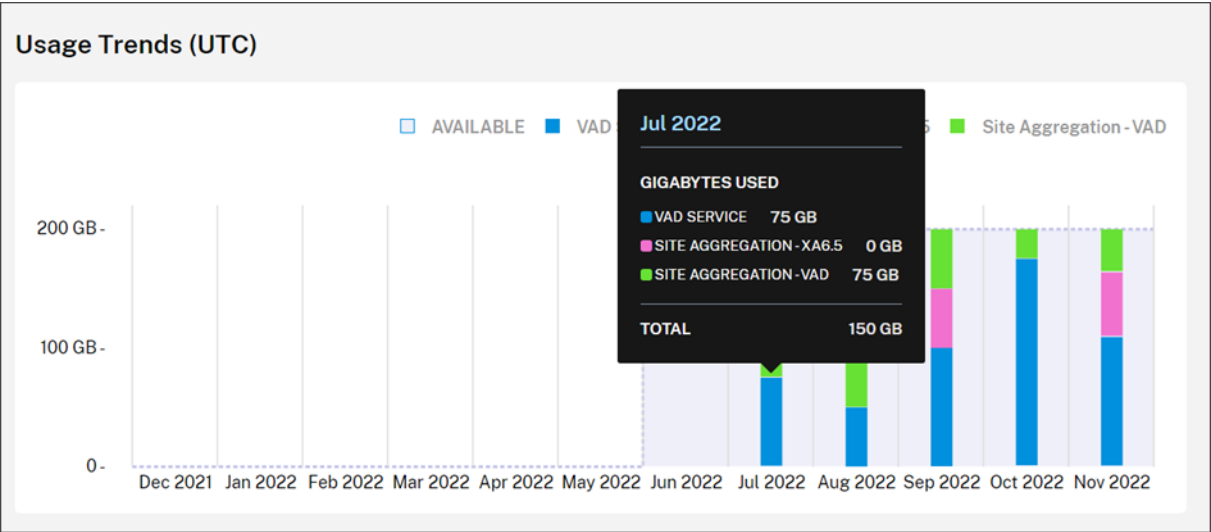 Usage Trends (UTC)
AVAILABLE VAD Site Aggregation - VAD
Jul 2022
GIGABYTES USED
VAD SERVICE 75 GB
SITE AGGREGATION - XA6.5 0 GB
SITE AGGREGATION - VAD 75 GB
TOTAL 150 GB
200 GB
100 GB
0
Dec 2021 Jan 2022 Feb 2022 Mar 2022 Apr 2022 May 2022 Jun 2022 Jul 2022 Aug 2022 Sep 2022 Oct 2022 Nov 2022